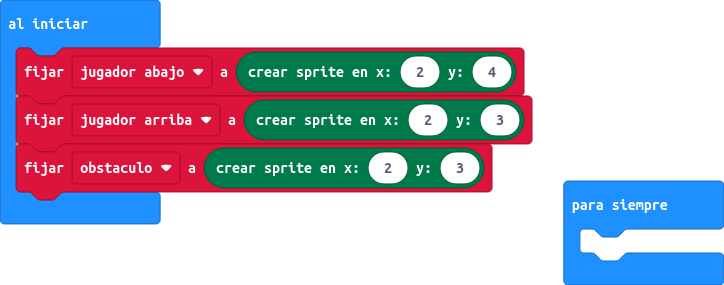 al iniciar
fijar jugador abajo a crear sprite en x: 2 y: 4
fijar jugador arriba a crear sprite en x: 2 y: 3
fijar obstaculo a crear sprite en x: 2 y: 3
para siempre